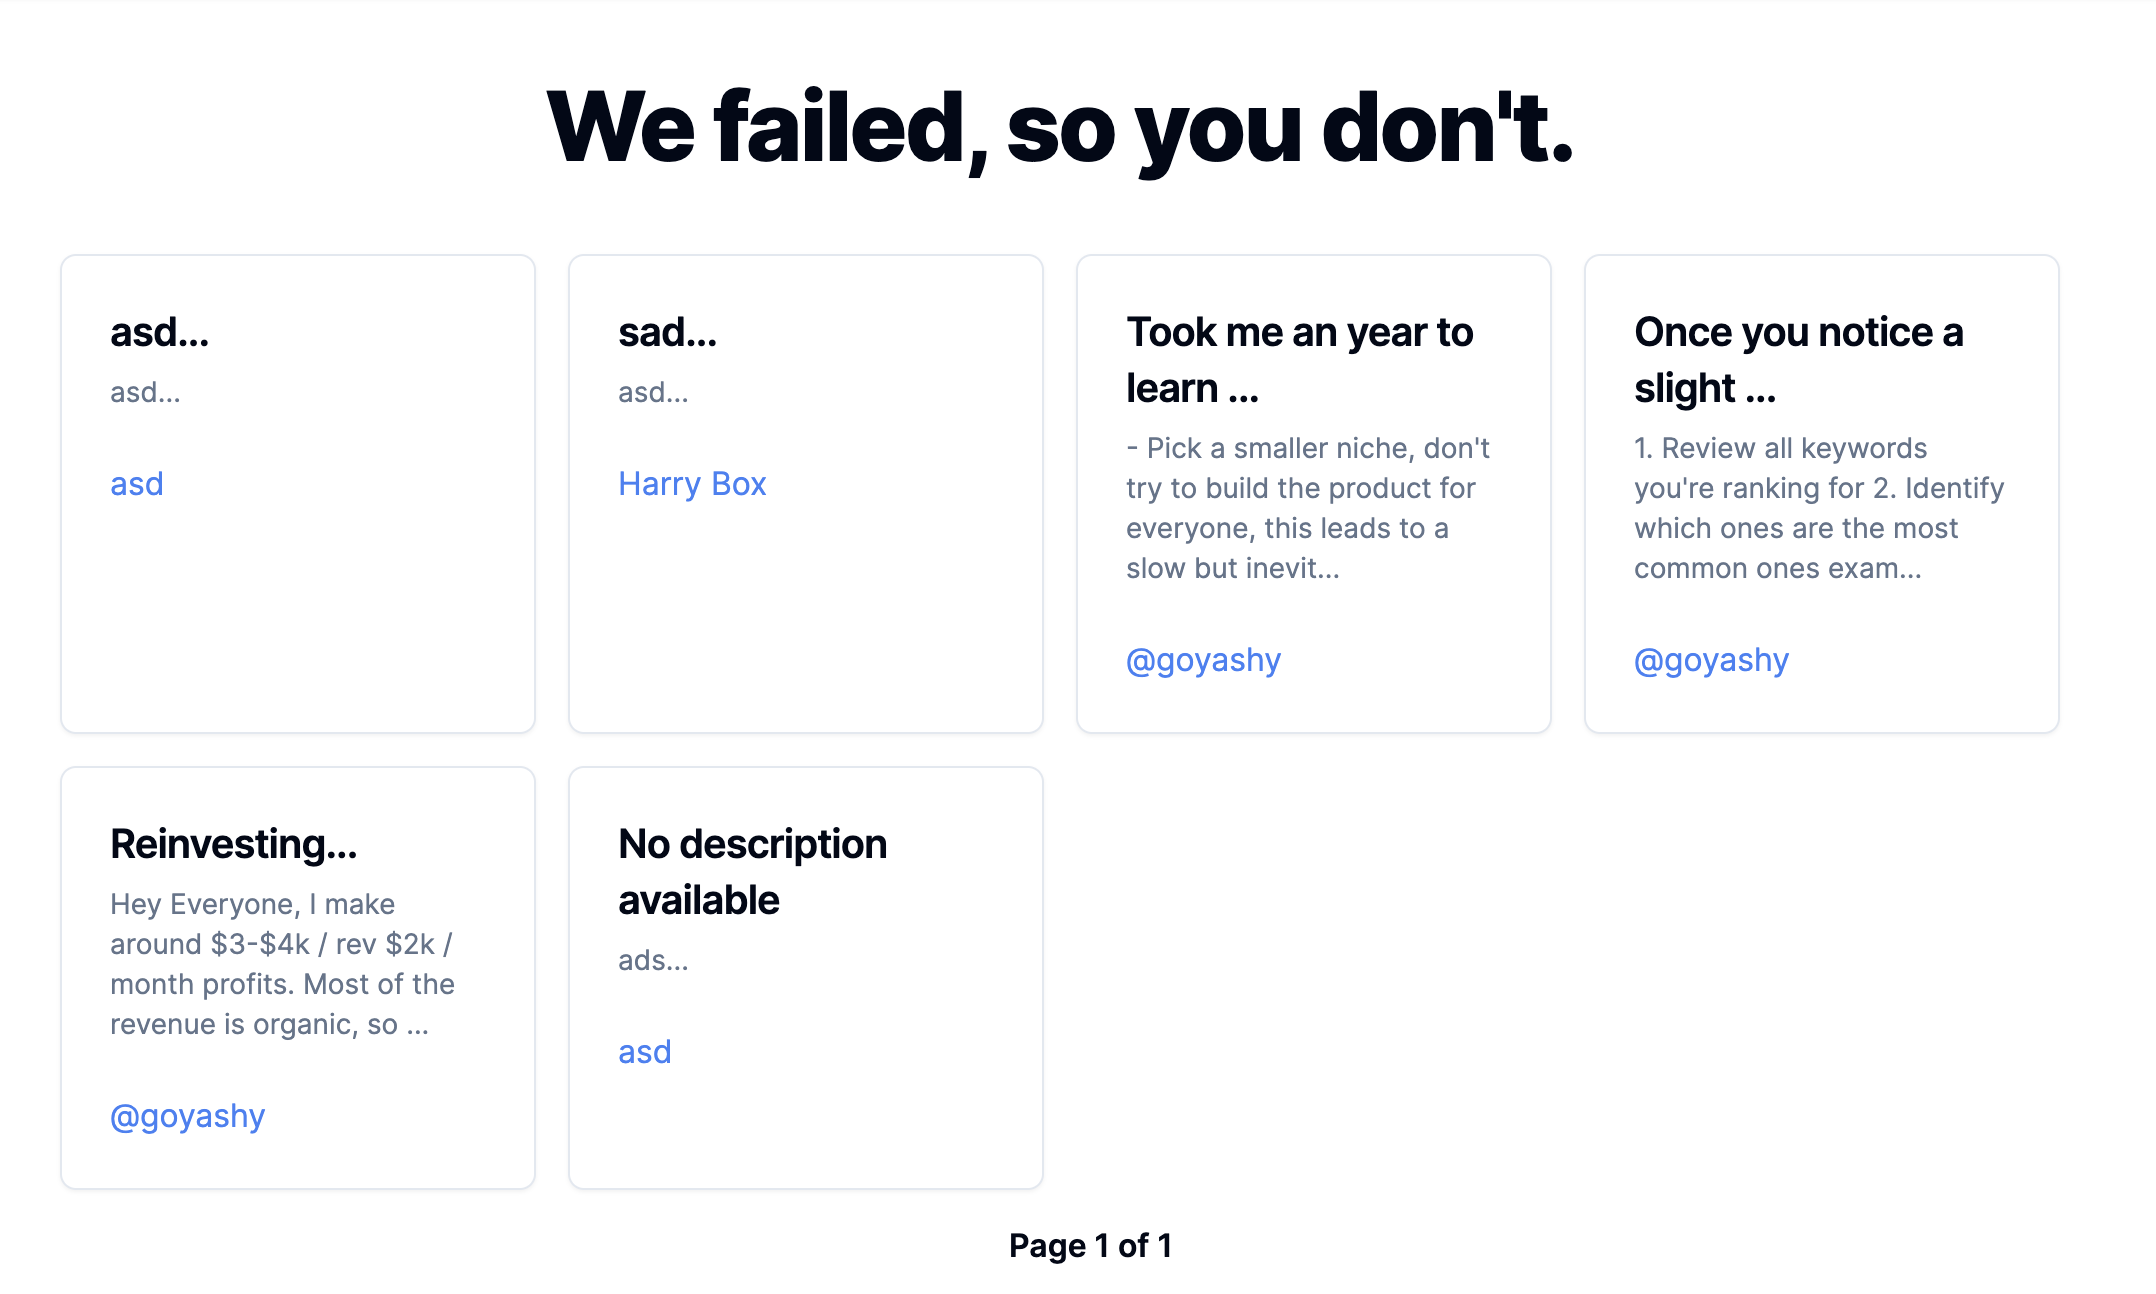 We failed, so you don't.
asd...
asd...
asd
sad...
asd...
Harry Box
Took me an year to
learn ...
- Pick a smaller niche, don't
try to build the product for
everyone, this leads to a
slow but inevit...
@goyashy
Once you notice a
slight ...
1. Review all keywords
you're ranking for 2. Identify
which ones are the most
common ones exam...
@goyashy
Reinvesting...
Hey Everyone, I make
around $3-$4k / rev $2k /
month profits. Most of the
revenue is organic, so ...
@goyashy
No description
available
ads...
asd
Page 1 of 1